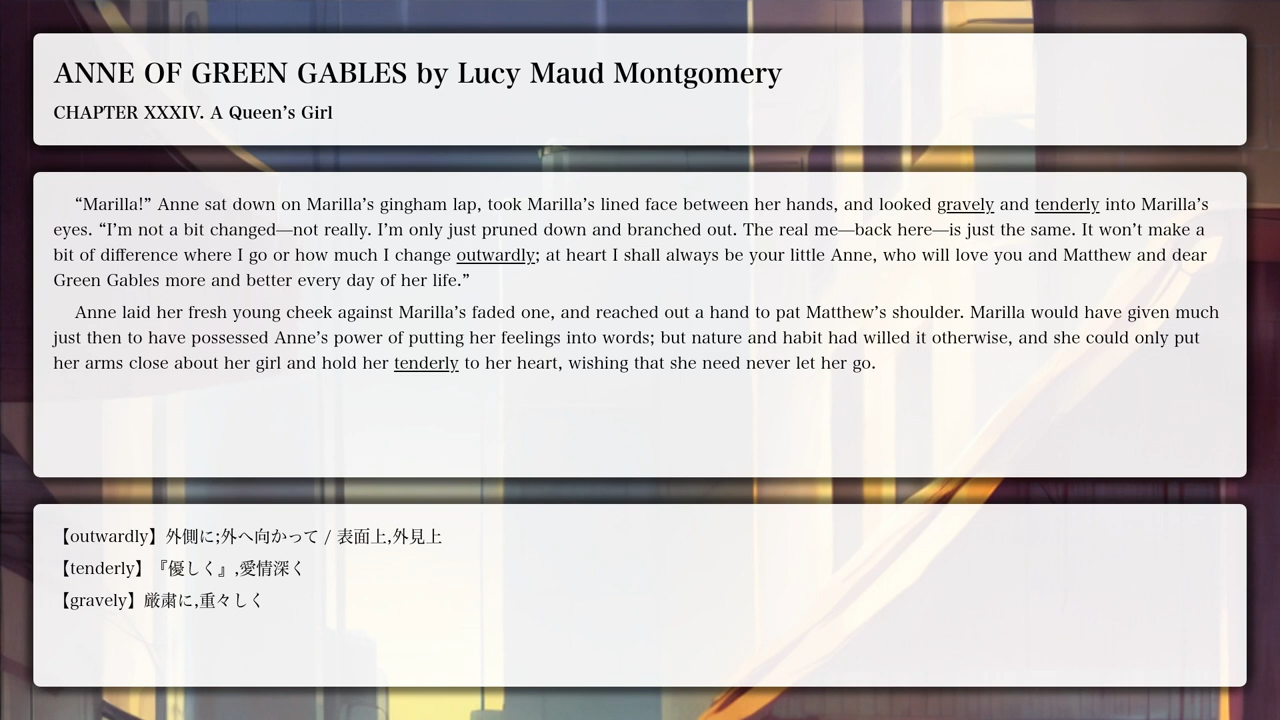 ANNE OF GREEN GABLES by Lucy Maud Montgomery
CHAPTER XXXIV. A Queen’s Girl
“Marilla!” Anne sat down on Marilla’s gingham lap, took Marilla’s lined face between her hands, and looked gravely and tenderly into Marilla’s
eyes. “I’m not a bit changed—not really. I’m only just pruned down and branched out. The real me—back here—is just the same. It won’t make a
bit of difference where I go or how much I change outwardly; at heart I shall always be your little Anne, who will love you and Matthew and dear
Green Gables more and better every day of her life.”
Anne laid her fresh young cheek against Marilla’s faded one, and reached out a hand to pat Matthew’s shoulder. Marilla would have given much
just then to have possessed Anne’s power of putting her feelings into words; but nature and habit had willed it otherwise, and she could only put
her arms close about her girl and hold her tenderly to her heart, wishing that she need never let her go.
【outwardly】外側に;外へ向かって / 表面上,外見上
【tenderly】『優しく』,愛情深く
【gravely】厳粛に,重々しく